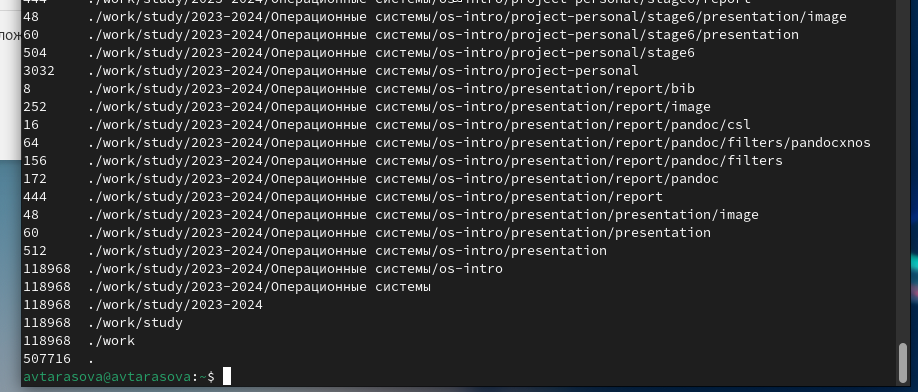 444 ./work/study/2023-2024/Операционные системы/os-intro/project-personal/stage6/report
48 ./work/study/2023-2024/Операционные системы/os-intro/project-personal/stage6/presentation/image
60 ./work/study/2023-2024/Операционные системы/os-intro/project-personal/stage6/presentation
504 ./work/study/2023-2024/Операционные системы/os-intro/project-personal/stage6
3032 ./work/study/2023-2024/Операционные системы/os-intro/project-personal
8 ./work/study/2023-2024/Операционные системы/os-intro/presentation/report/bib
252 ./work/study/2023-2024/Операционные системы/os-intro/presentation/report/image
16 ./work/study/2023-2024/Операционные системы/os-intro/presentation/report/pandoc/csl
64 ./work/study/2023-2024/Операционные системы/os-intro/presentation/report/pandoc/filters/pandocxnos
156 ./work/study/2023-2024/Операционные системы/os-intro/presentation/report/pandoc/filters
172 ./work/study/2023-2024/Операционные системы/os-intro/presentation/report/pandoc
444 ./work/study/2023-2024/Операционные системы/os-intro/presentation/report
48 ./work/study/2023-2024/Операционные системы/os-intro/presentation/presentation/image
60 ./work/study/2023-2024/Операционные системы/os-intro/presentation/presentation
512 ./work/study/2023-2024/Операционные системы/os-intro/presentation
118968 ./work/study/2023-2024/Операционные системы/os-intro
118968 ./work/study/2023-2024/Операционные системы
118968 ./work/study/2023-2024
118968 ./work/study
118968 ./work
507716 .
avtarasova@avtarasova:~$